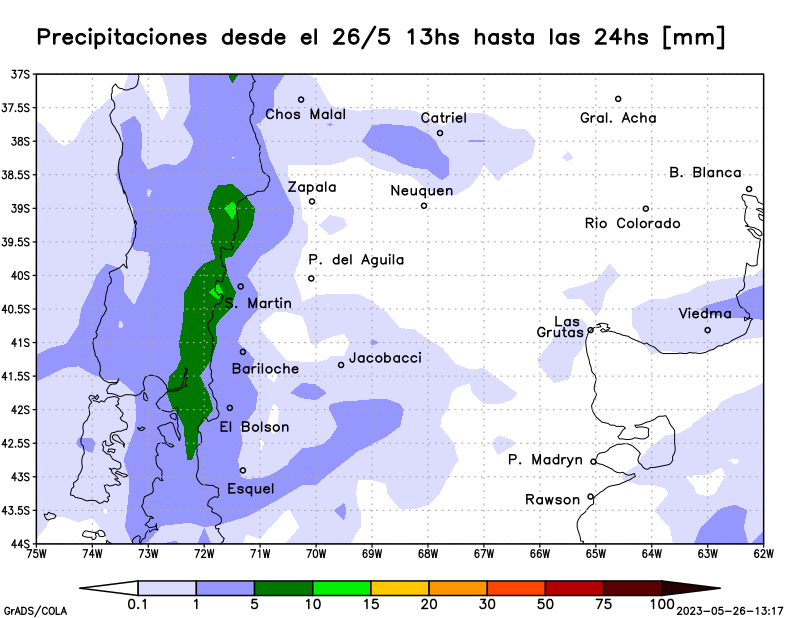 Precipitaciones desde el 26/5 13hs hasta las 24hs [mm]
37S
37.5S
38S
38.5S
39S
39.5S
40S
40.5S
41S
41.5S
42S
42.5S
43S
43.5S
44S
Chos Malal
Catriel
Gral. Acha
B. Blanca
Zapala
Neuquen
Rio Colorado
P. del Aguila
S. Martin
Las
Grutas
Viedma
Bariloche
Jacobacci
El Bolson
Esquel
P. Madryn
Rawson
75W 74W 73W 72W 71W 70W 69W 68W 67W 66W 65W 64W 63W 62W
0.1 1 5 10 15 20 30 50 75 100
GrADS/COLA
2023-05-26-13:17